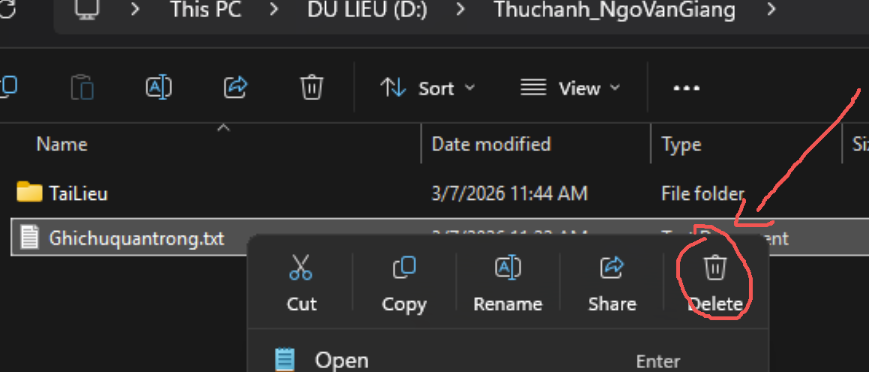 This PC > DU LIEU (D:) > Thuchanh_NgoVanGiang >
Sort View ...
Name Date modified Type
TaiLieu 3/7/2026 11:44 AM File folder
Ghichuquantrong.txt
Cut Copy Rename Share Delete
Open Enter